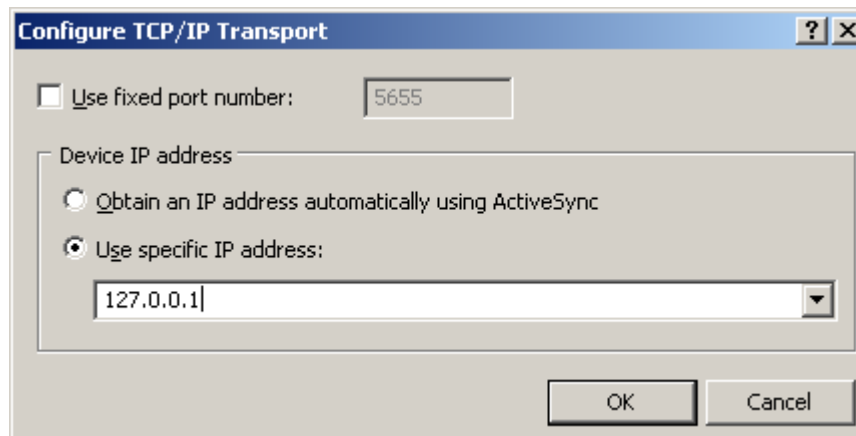 Configure TCP/IP Transport
Use fixed port number: 5655
Device IP address
Obtain an IP address automatically using ActiveSync
Use specific IP address:
127.0.0.1
OK Cancel